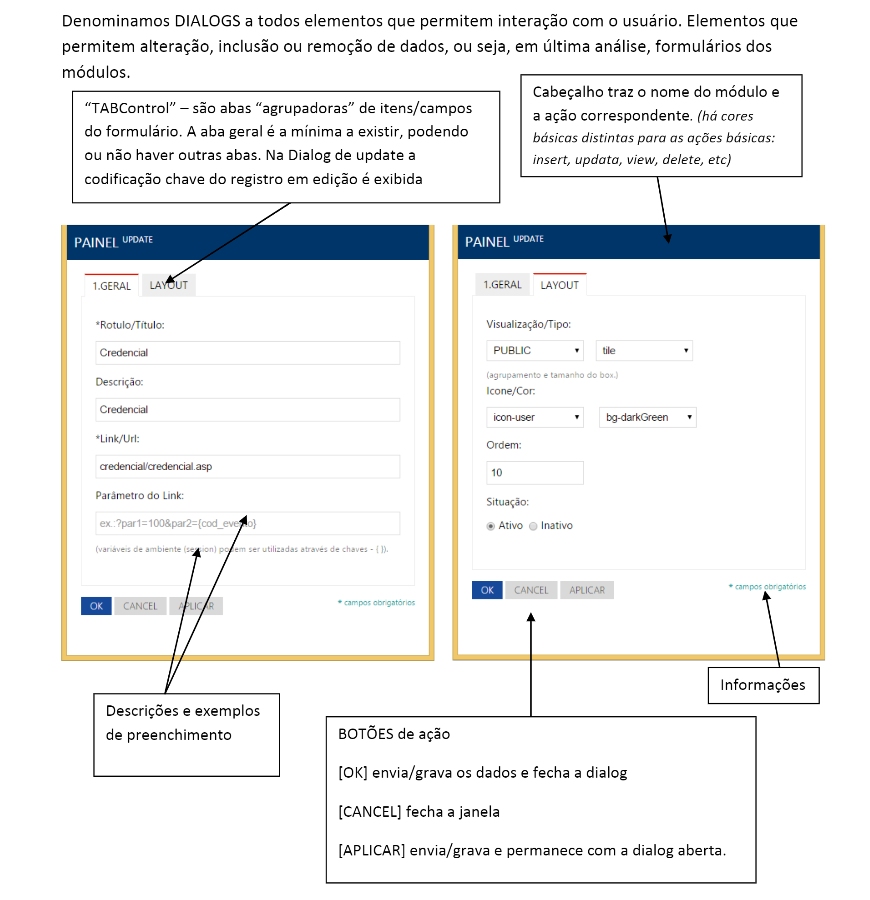 Denominamos DIALOGS a todos elementos que permitem interação com o usuário. Elementos que
permitem alteração, inclusão ou remoção de dados, ou seja, em última análise, formulários dos
módulos.
“TABControl” – são abas “agrupadoras” de itens/campos
do formulário. A aba geral é a mínima a existir, podendo
ou não haver outras abas. Na Dialog de update a
codificação chave do registro em edição é exibida
Cabeçalho traz o nome do módulo e
a ação correspondente. (há cores
básicas distintas para as ações básicas:
insert, updata, view, delete, etc)
PAINEL UPDATE
1.GERAL LAYOUT
*Rotulo/Título:
Credencial
Descrição:
Credencial
*Link/Url:
credencial/credencial.asp
Parâmetro do Link:
ex.:?par1=100&par2={cod_evento}
(variáveis de ambiente (session) podem ser utilizadas através de chaves - { }).
OK CANCEL APLICAR
* campos obrigatórios
PAINEL UPDATE
1.GERAL LAYOUT
Visualização/Tipo:
PUBLIC tile
(agrupamento e tamanho do box.)
Icone/Cor:
icon-user bg-darkGreen
Ordem:
10
Situação:
Ativo Inativo
OK CANCEL APLICAR
* campos obrigatórios
Descrições e exemplos
de preenchimento
Informações
BOTÕES de ação
[OK] envia/grava os dados e fecha a dialog
[CANCEL] fecha a janela
[APLICAR] envia/grava e permanece com a dialog aberta.